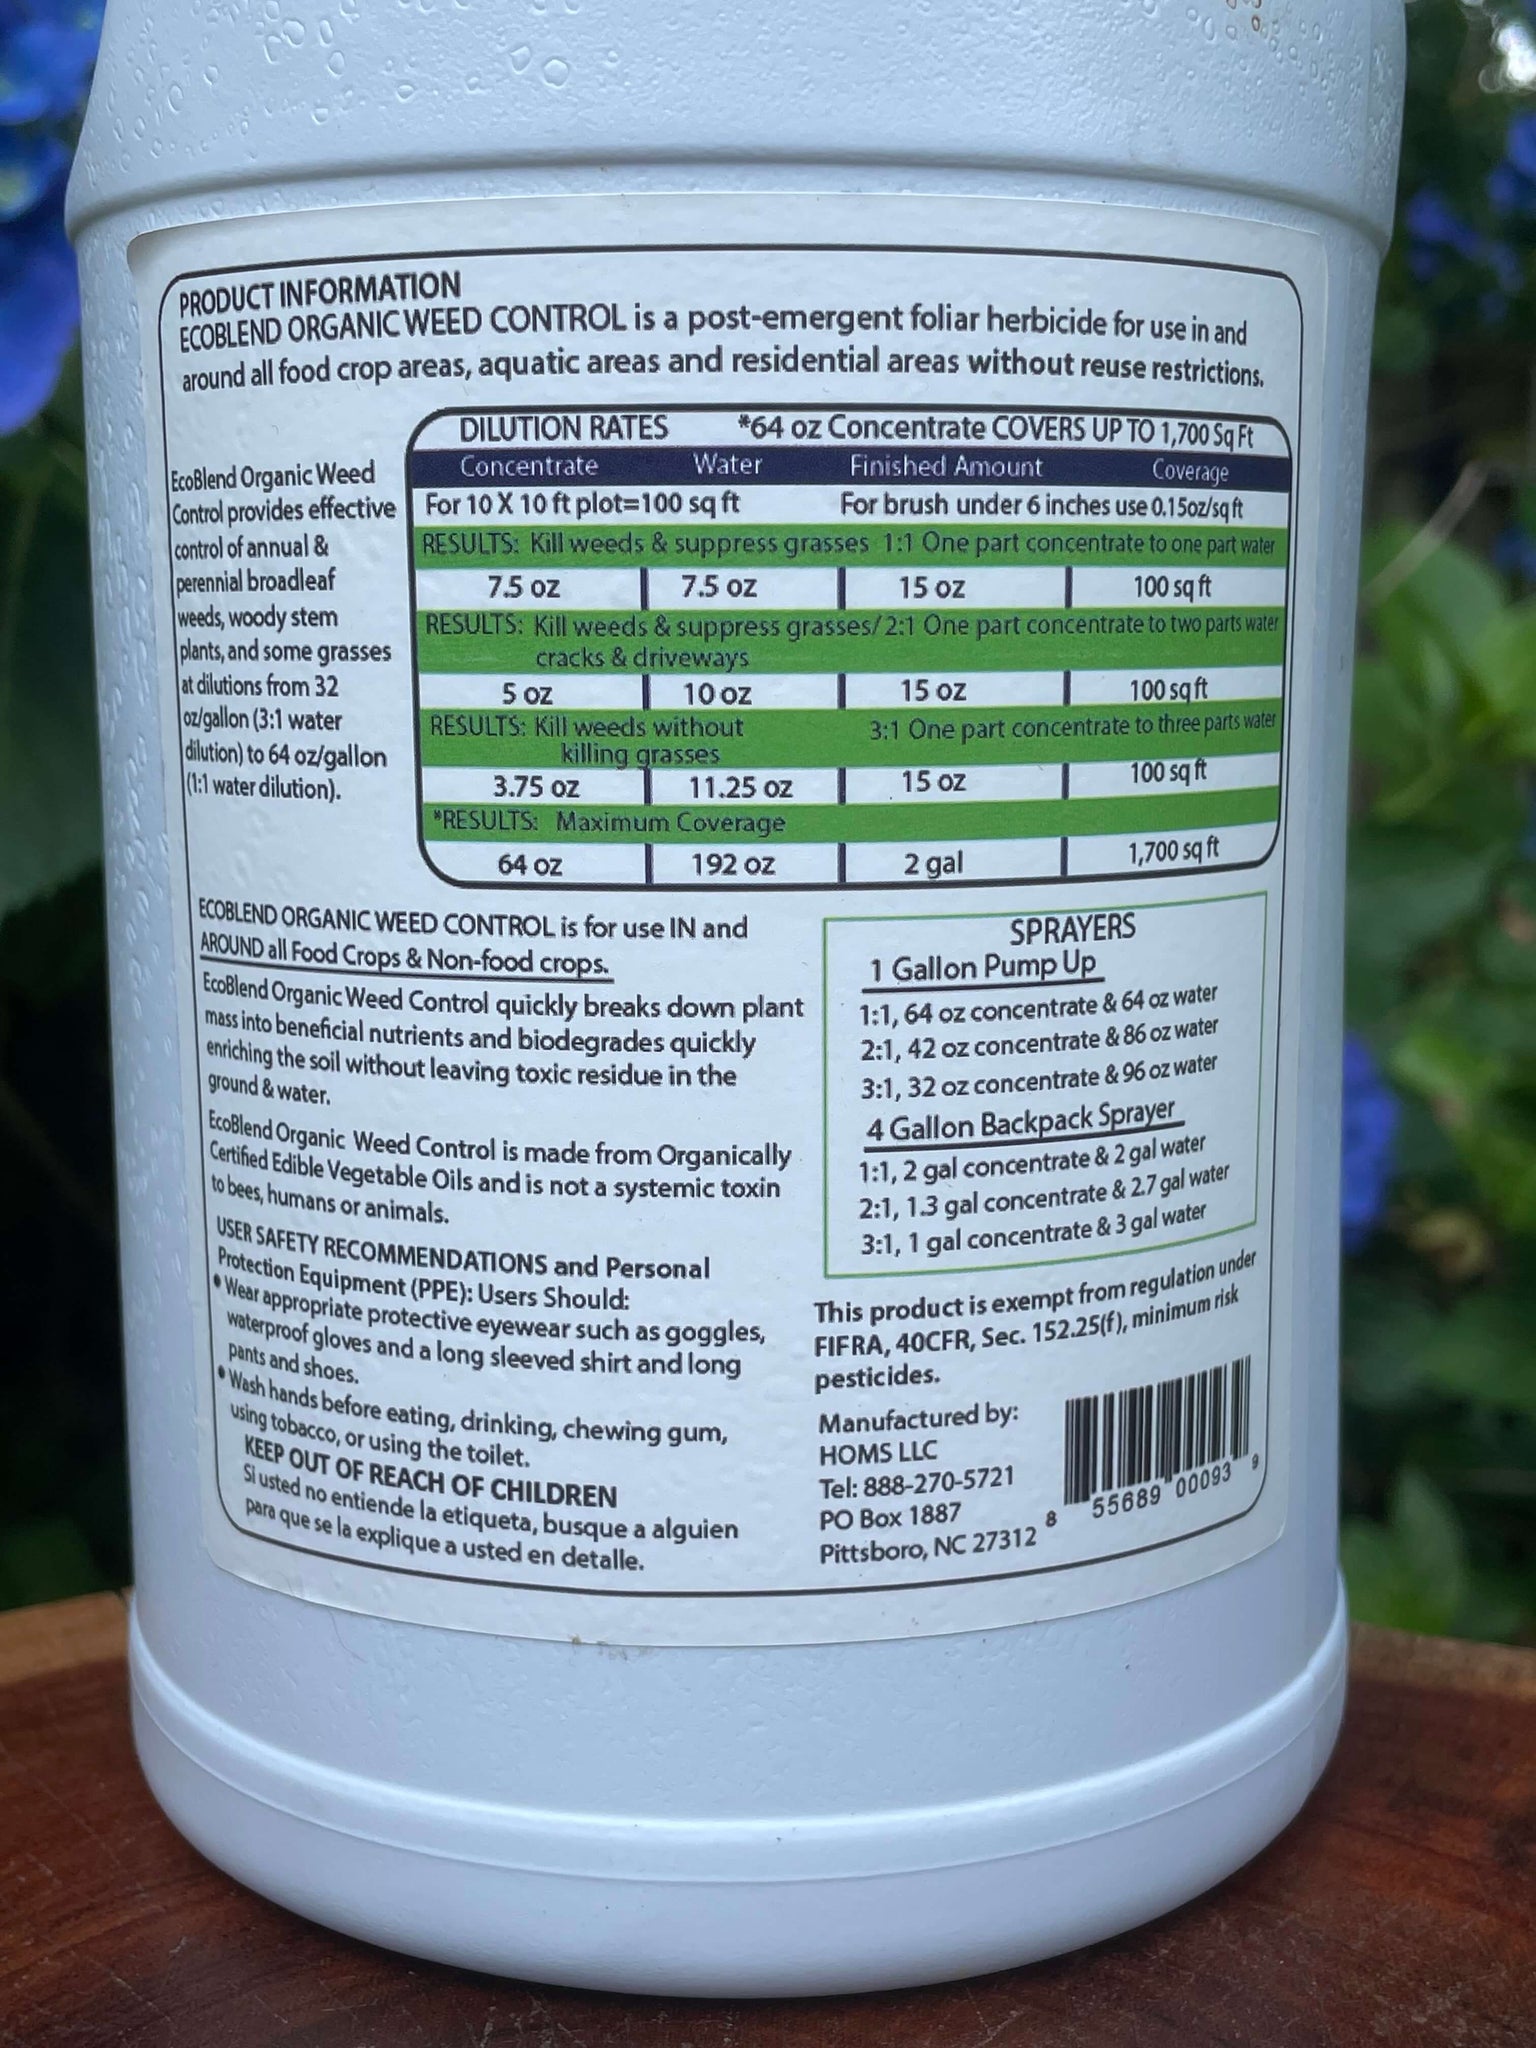 PRODUCT INFORMATION
ECOBLEND ORGANIC WEED CONTROL is a post-emergent foliar herbicide for use in and
around all food crop areas, aquatic areas and residential areas without reuse restrictions.
EcoBlend Organic Weed
Control provides effective
control of annual &
perennial broadleaf
weeds, woody stem
plants, and some grasses
at dilutions from 32
oz/gallon (3:1 water
dilution) to 64 oz/gallon
(1:1 water dilution).
DILUTION RATES *64 oz Concentrate COVERS UP TO 1,700 Sq Ft
Concentrate Water Finished Amount Coverage
For 10 X 10 ft plot=100 sq ft For brush under 6 inches use 0.15oz/sq ft
RESULTS: Kill weeds & suppress grasses 1:1 One part concentrate to one part water
7.5 oz 7.5 oz 15 oz 100 sq ft
RESULTS: Kill weeds & suppress grasses/ 2:1 One part concentrate to two parts water
cracks & driveways
5 oz 10 oz 15 oz 100 sq ft
RESULTS: Kill weeds without 3:1 One part concentrate to three parts water
killing grasses
3.75 oz 11.25 oz 15 oz 100 sq ft
*RESULTS: Maximum Coverage
64 oz 192 oz 2 gal 1,700 sq ft
ECOBLEND ORGANIC WEED CONTROL is for use IN and
AROUND all Food Crops & Non-food crops.
EcoBlend Organic Weed Control quickly breaks down plant
mass into beneficial nutrients and biodegrades quickly
enriching the soil without leaving toxic residue in the
ground & water.
EcoBlend Organic Weed Control is made from Organically
Certified Edible Vegetable Oils and is not a systemic toxin
to bees, humans or animals.
USER SAFETY RECOMMENDATIONS and Personal
Protection Equipment (PPE): Users Should:
• Wear appropriate protective eyewear such as goggles,
waterproof gloves and a long sleeved shirt and long
pants and shoes.
• Wash hands before eating, drinking, chewing gum,
using tobacco, or using the toilet.
KEEP OUT OF REACH OF CHILDREN
Si usted no entiende la etiqueta, busque a alguien
para que se la explique a usted en detalle.
SPRAYERS
1 Gallon Pump Up
1:1, 64 oz concentrate & 64 oz water
2:1, 42 oz concentrate & 86 oz water
3:1, 32 oz concentrate & 96 oz water
4 Gallon Backpack Sprayer
1:1, 2 gal concentrate & 2 gal water
2:1, 1.3 gal concentrate & 2.7 gal water
3:1, 1 gal concentrate & 3 gal water
This product is exempt from regulation under
FIFRA, 40CFR, Sec. 152.25(f), minimum risk
pesticides.
Manufactured by:
HOMS LLC
Tel: 888-270-5721
PO Box 1887
Pittsboro, NC 27312
8 55689 00093 9